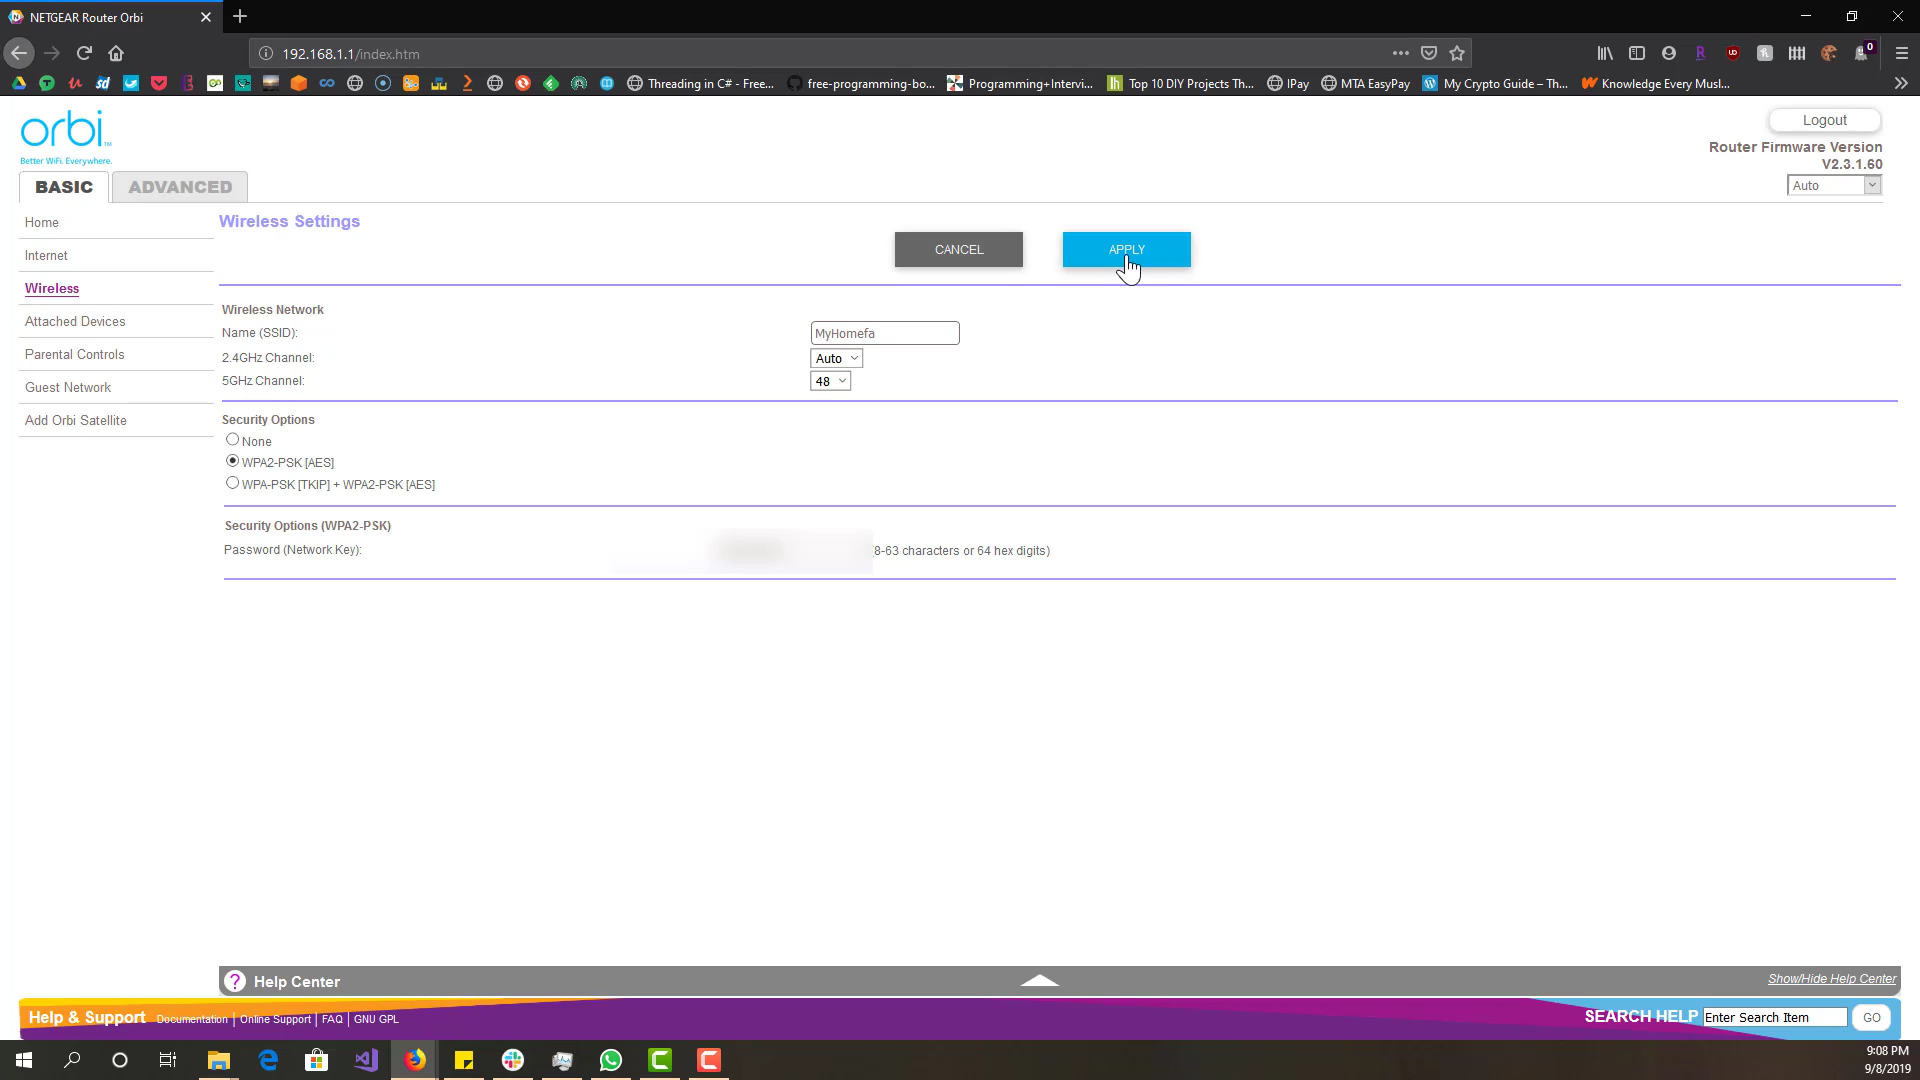 NETGEAR Router Orbi
192.168.1.1/index.htm
Threading in C# - Free...
free-programming-bo...
Programming+Intervi...
Top 10 DIY Projects Th...
IPay
MTA EasyPay
My Crypto Guide – Th...
Knowledge Every Musl...
orbi™
Better WiFi. Everywhere.
Logout
Router Firmware Version
V2.3.1.60
Auto
BASIC
ADVANCED
Home
Internet
Wireless
Attached Devices
Parental Controls
Guest Network
Add Orbi Satellite
Wireless Settings
CANCEL
APPLY
Wireless Network
Name (SSID): MyHomefa
2.4GHz Channel: Auto
5GHz Channel: 48
Security Options
None
WPA2-PSK [AES]
WPA-PSK [TKIP] + WPA2-PSK [AES]
Security Options (WPA2-PSK)
Password (Network Key): (8-63 characters or 64 hex digits)
? Help Center
Show/Hide Help Center
Help & Support Documentation | Online Support | FAQ | GNU GPL
SEARCH HELP Enter Search Item GO
9:08 PM
9/8/2019